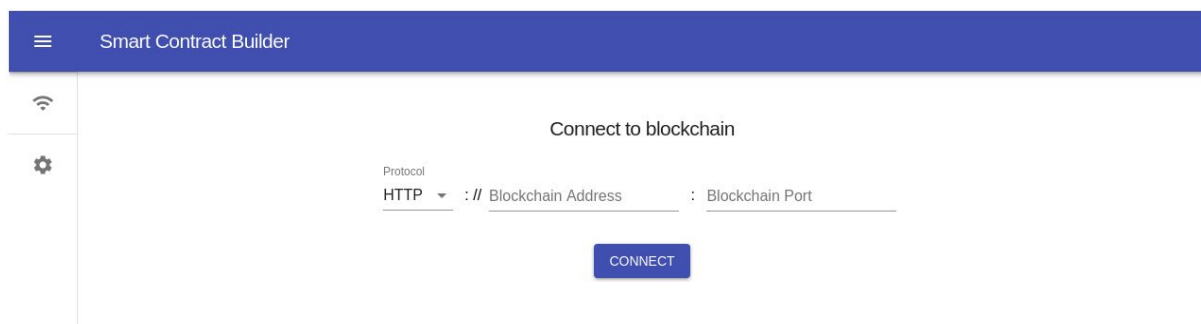 Smart Contract Builder
Connect to blockchain
Protocol
HTTP : // Blockchain Address : Blockchain Port
CONNECT